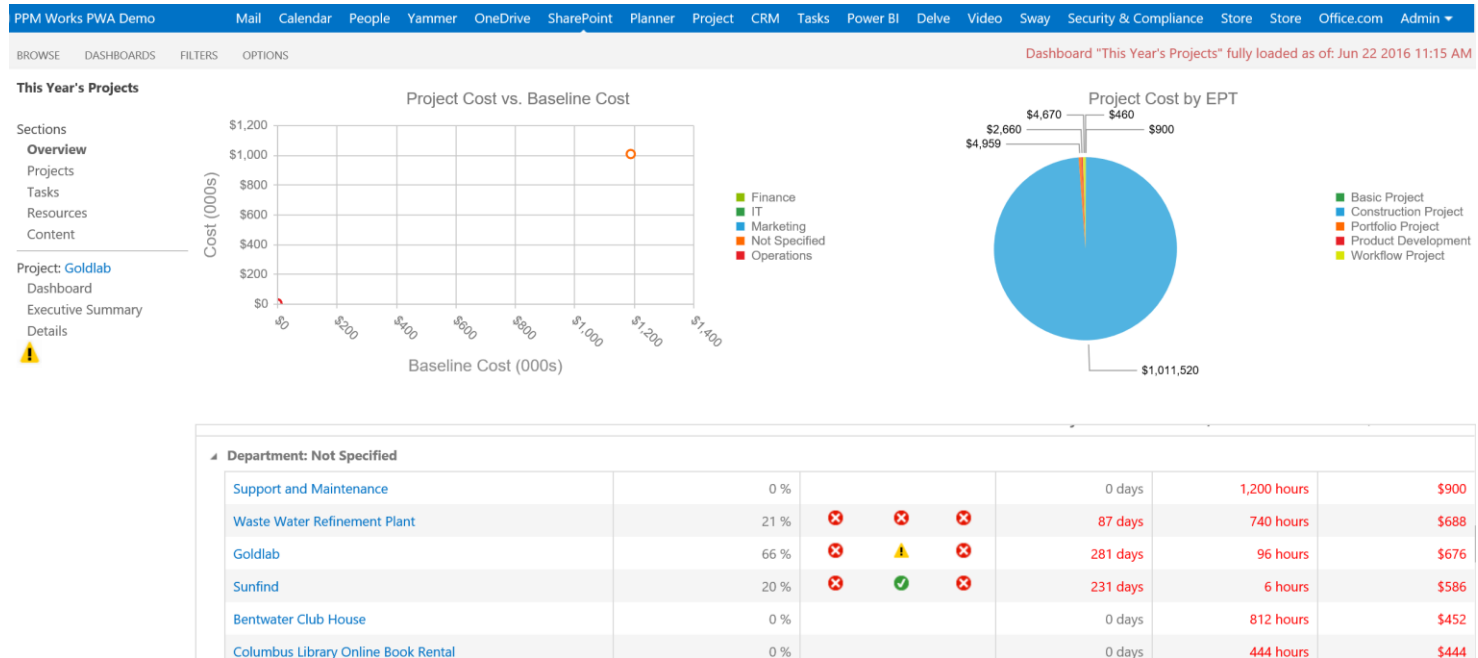 PPM Works PWA Demo Mail Calendar People Yammer OneDrive SharePoint Planner Project CRM Tasks Power BI Delve Video Sway Security & Compliance Store Store Office.com Admin
BROWSE DASHBOARDS FILTERS OPTIONS Dashboard "This Year's Projects" fully loaded as of: Jun 22 2016 11:15 AM
This Year's Projects
Sections
Overview
Projects
Tasks
Resources
Content
Project: Goldlab
Dashboard
Executive Summary
Details
Project Cost vs. Baseline Cost
Cost (000s)
$1,200
$1,000
$800
$600
$400
$200
$0
$0 $200 $400 $600 $800 $1,000 $1,200 $1,400
Baseline Cost (000s)
Finance
IT
Marketing
Not Specified
Operations
Project Cost by EPT
$4,670 $460
$2,660 $900
$4,959
$1,011,520
Basic Project
Construction Project
Portfolio Project
Product Development
Workflow Project
Department: Not Specified
Support and Maintenance 0 % 0 days 1,200 hours $900
Waste Water Refinement Plant 21 % 87 days 740 hours $688
Goldlab 66 % 281 days 96 hours $676
Sunfind 20 % 231 days 6 hours $586
Bentwater Club House 0 % 0 days 812 hours $452
Columbus Library Online Book Rental 0 % 0 days 444 hours $444